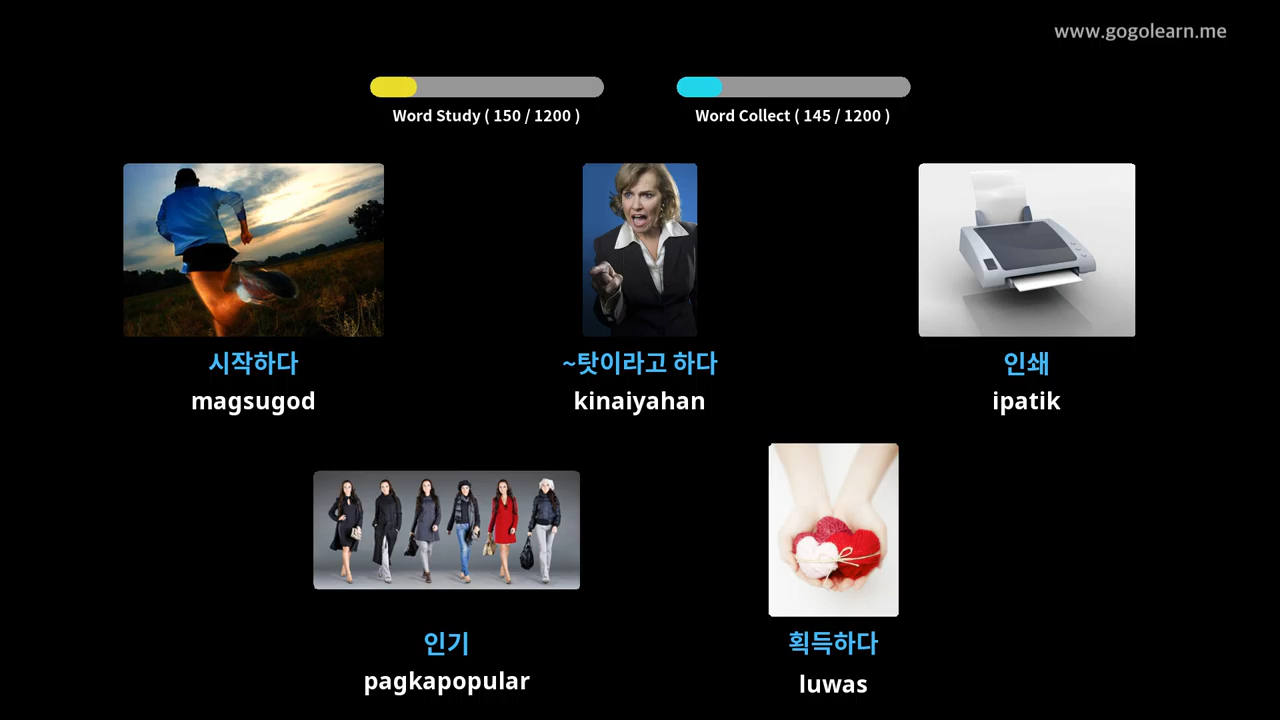 www.gogolearn.me
Word Study ( 150 / 1200 )
Word Collect ( 145 / 1200 )
시작하다
magsugod
~탓이라고 하다
kinaiyahan
인쇄
ipatik
인기
pagkapopular
획득하다
luwas